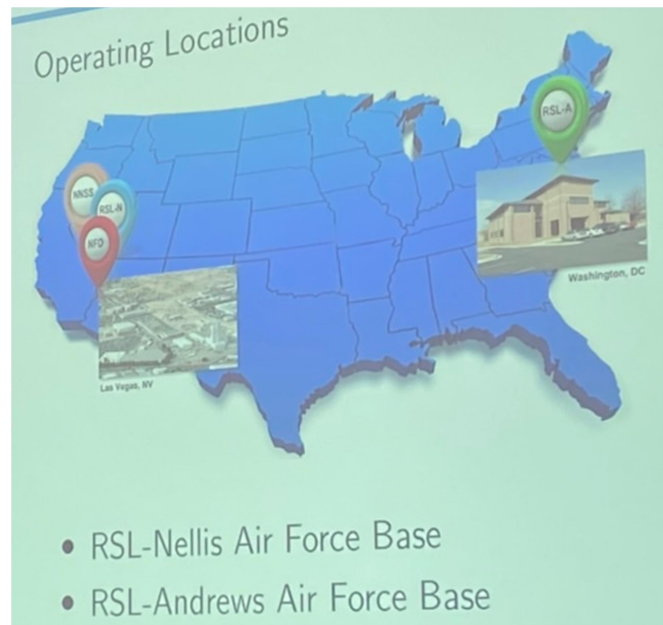 Operating Locations
RSL-A
NNSS
RSL-N
NFO
Washington, DC
Las Vegas, NV
• RSL-Nellis Air Force Base
• RSL-Andrews Air Force Base